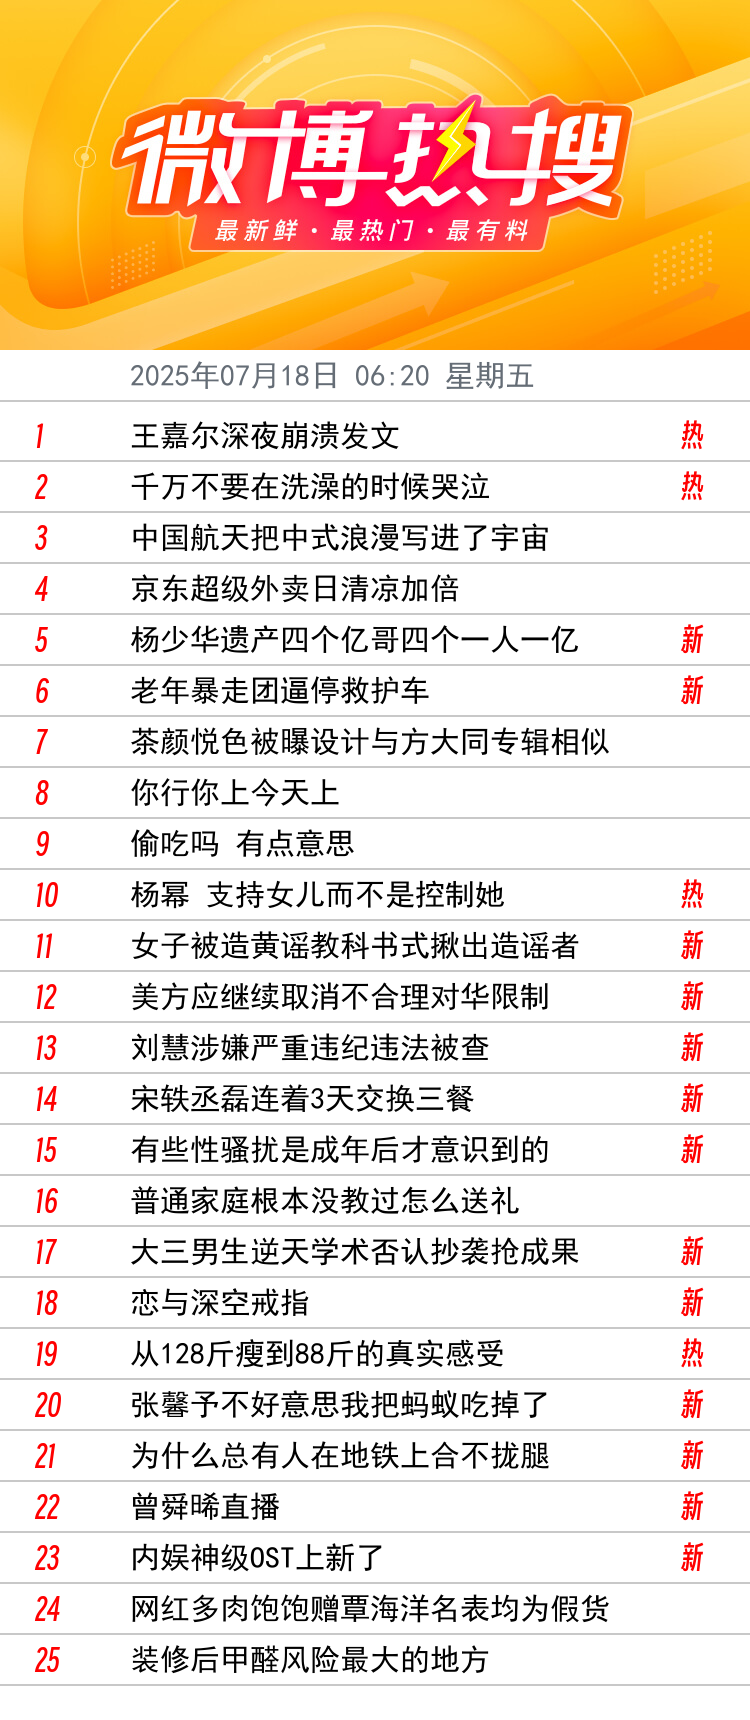 微博热搜
最新鲜·最热门·最有料
2025年07月18日 06:20 星期五
1 王嘉尔深夜崩溃发文 热
2 千万不要在洗澡的时候哭泣 热
3 中国航天把中式浪漫写进了宇宙
4 京东超级外卖日清凉加倍
5 杨少华遗产四个亿哥四个一人一亿 新
6 老年暴走团逼停救护车 新
7 茶颜悦色被曝设计与方大同专辑相似
8 你行你上今天上
9 偷吃吗 有点意思
10 杨幂 支持女儿而不是控制她 热
11 女子被造黄谣教科书式揪出造谣者 新
12 美方应继续取消不合理对华限制 新
13 刘慧涉嫌严重违纪违法被查 新
14 宋轶丞磊连着3天交换三餐 新
15 有些性骚扰是成年后才意识到的 新
16 普通家庭根本没教过怎么送礼
17 大三男生逆天学术否认抄袭抢成果 新
18 恋与深空戒指 新
19 从128斤瘦到88斤的真实感受 热
20 张馨予不好意思我把蚂蚁吃掉了 新
21 为什么总有人在地铁上合不拢腿 新
22 曾舜晞直播 新
23 内娱神级OST上新了 新
24 网红多肉饱饱赠覃海洋名表均为假货
25 装修后甲醛风险最大的地方